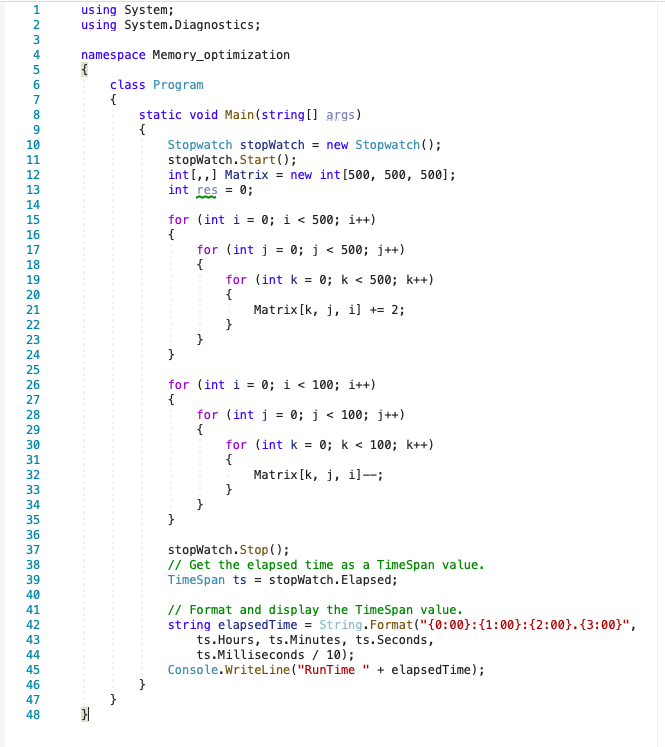 1 using System;
2 using System.Diagnostics;
3
4 namespace Memory_optimization
5 {
6     class Program
7     {
8         static void Main(string[] args)
9         {
10             Stopwatch stopWatch = new Stopwatch();
11             stopWatch.Start();
12             int[,,] Matrix = new int[500, 500, 500];
13             int res = 0;
14
15             for (int i = 0; i < 500; i++)
16             {
17                 for (int j = 0; j < 500; j++)
18                 {
19                     for (int k = 0; k < 500; k++)
20                     {
21                         Matrix[k, j, i] += 2;
22                     }
23                 }
24             }
25
26             for (int i = 0; i < 100; i++)
27             {
28                 for (int j = 0; j < 100; j++)
29                 {
30                     for (int k = 0; k < 100; k++)
31                     {
32                         Matrix[k, j, i]--;
33                     }
34                 }
35             }
36
37             stopWatch.Stop();
38             // Get the elapsed time as a TimeSpan value.
39             TimeSpan ts = stopWatch.Elapsed;
40
41             // Format and display the TimeSpan value.
42             string elapsedTime = String.Format("{0:00}:{1:00}:{2:00}.{3:00}",
43                 ts.Hours, ts.Minutes, ts.Seconds,
44                 ts.Milliseconds / 10);
45             Console.WriteLine("RunTime " + elapsedTime);
46         }
47     }
48 }